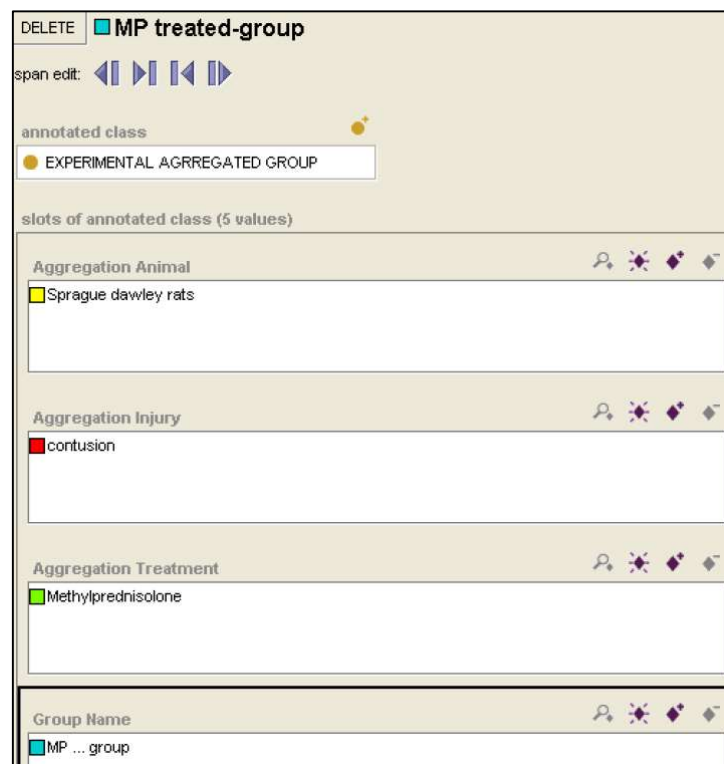 DELETE MP treated-group
span edit:
annotated class
EXPERIMENTAL AGRREGATED GROUP
slots of annotated class (5 values)
Aggregation Animal
Sprague dawley rats
Aggregation Injury
contusion
Aggregation Treatment
Methylprednisolone
Group Name
MP ... group